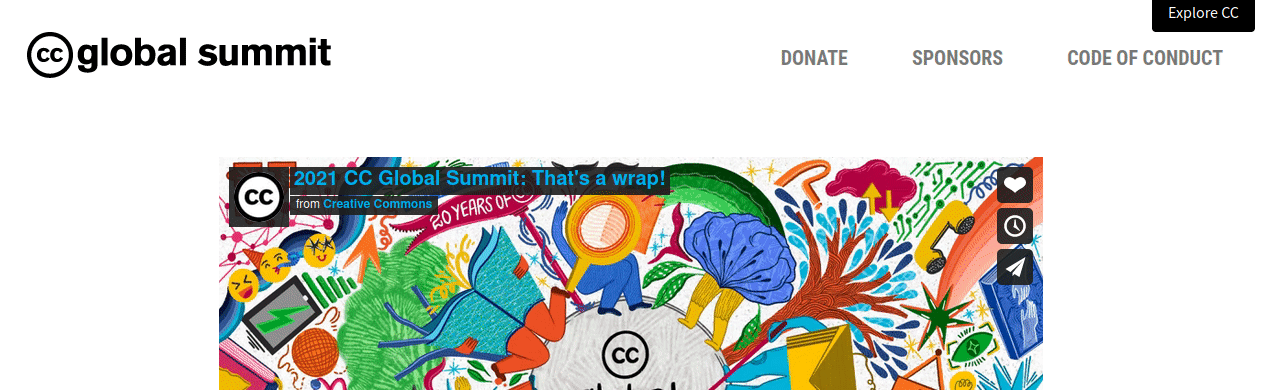 Explore CC
cc global summit
DONATE SPONSORS CODE OF CONDUCT
cc 2021 CC Global Summit: That's a wrap!
from Creative Commons
20 YEARS OF
cc
global